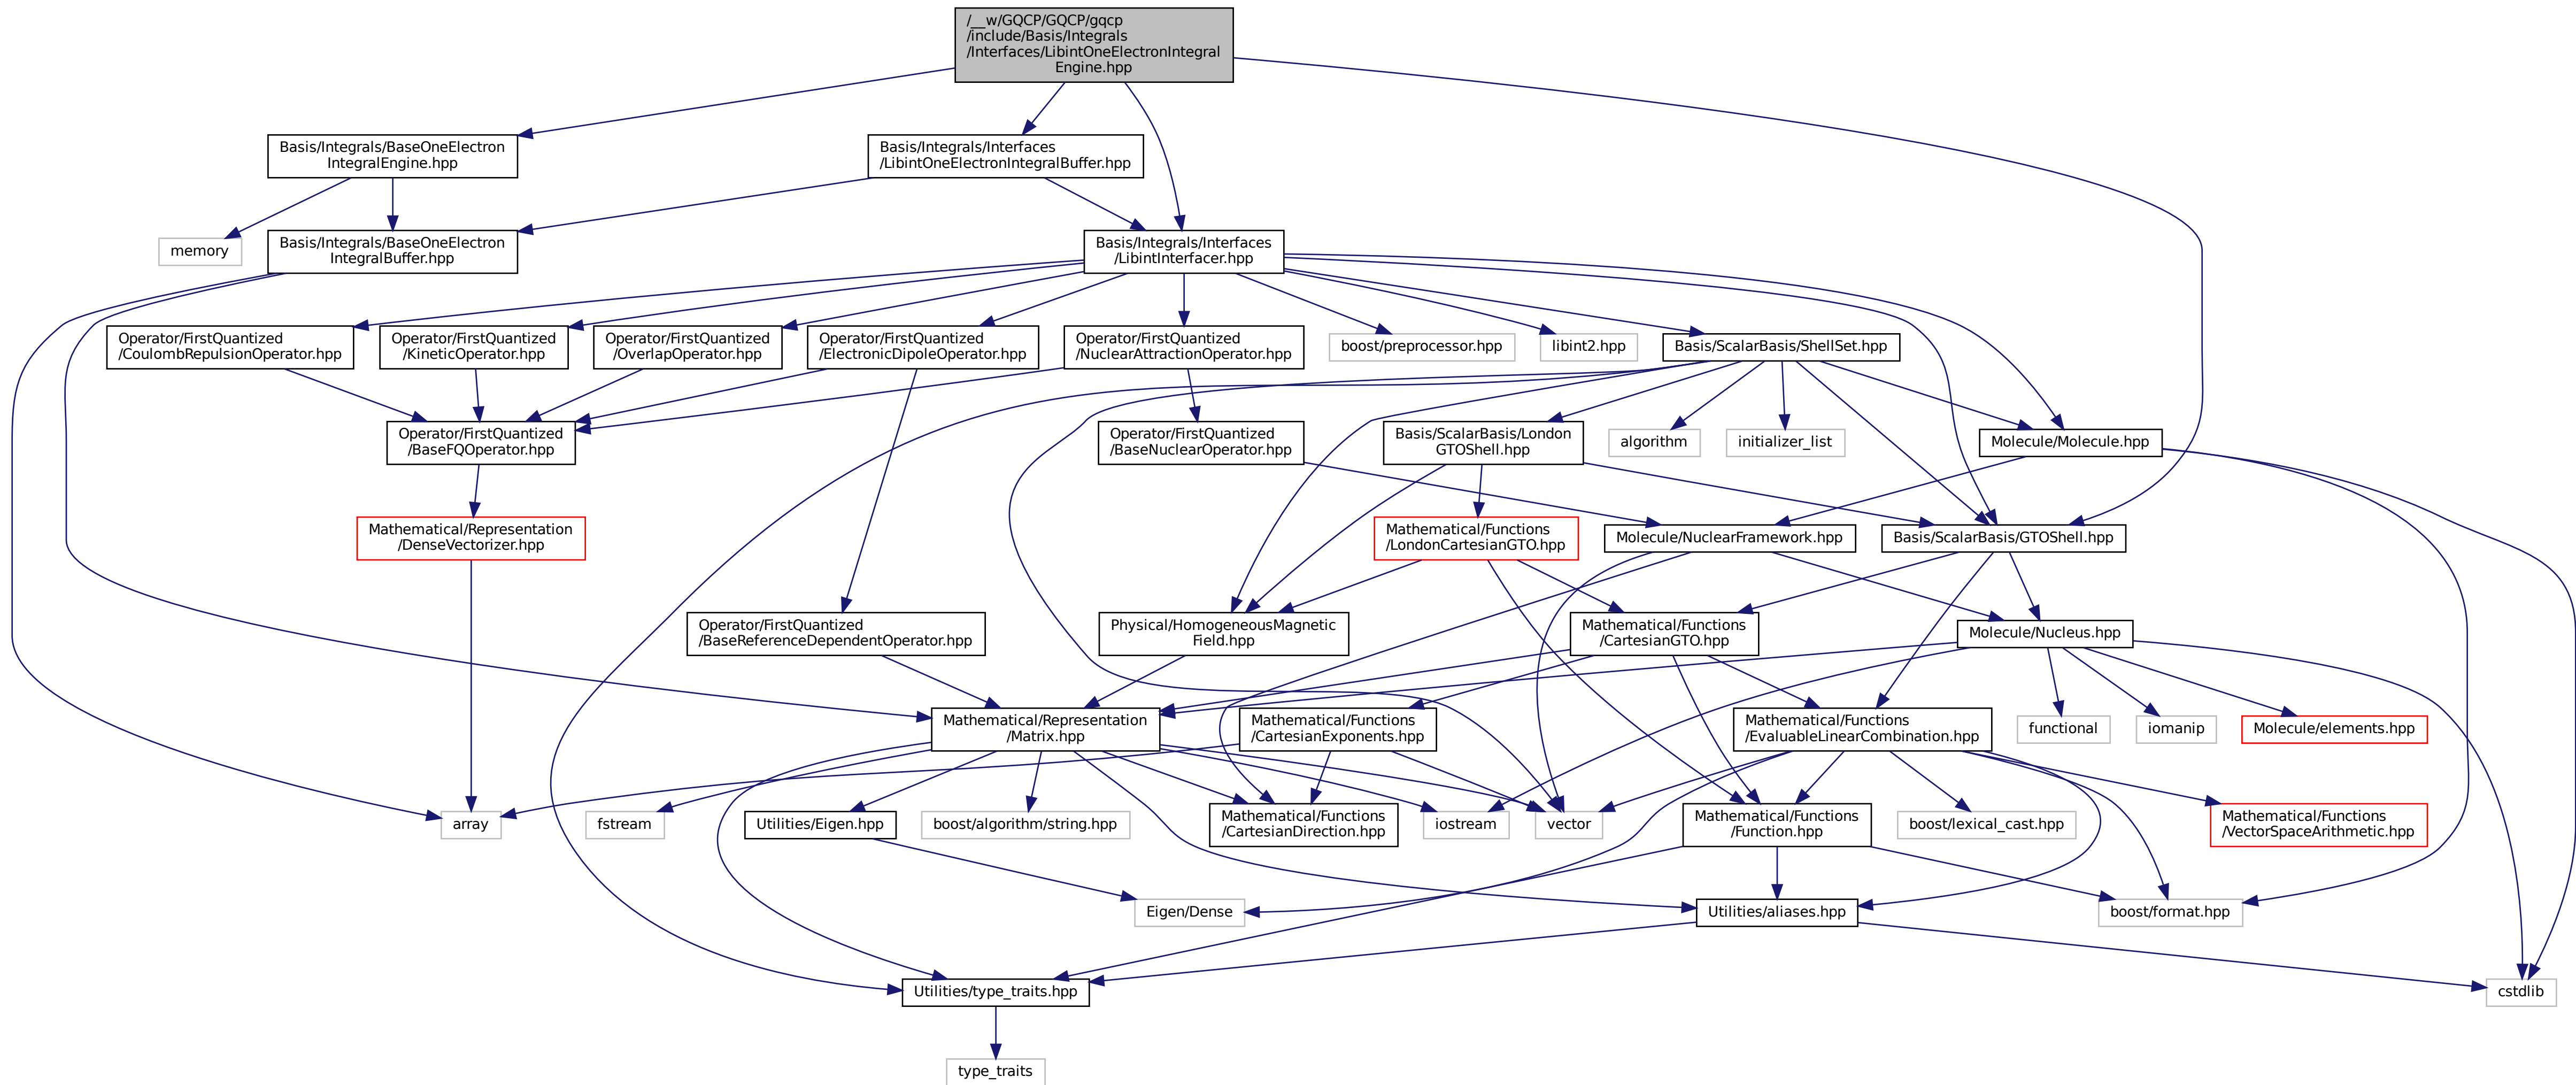 /__w/GQCP/GQCP/gqcp
/include/Basis/Integrals
/Interfaces/LibintOneElectronIntegral
Engine.hpp
Basis/Integrals/BaseOneElectron
IntegralEngine.hpp
Basis/Integrals/Interfaces
/LibintOneElectronIntegralBuffer.hpp
memory
Basis/Integrals/BaseOneElectron
IntegralBuffer.hpp
Basis/Integrals/Interfaces
/LibintInterfacer.hpp
Operator/FirstQuantized
/CoulombRepulsionOperator.hpp
Operator/FirstQuantized
/KineticOperator.hpp
Operator/FirstQuantized
/OverlapOperator.hpp
Operator/FirstQuantized
/ElectronicDipoleOperator.hpp
Operator/FirstQuantized
/NuclearAttractionOperator.hpp
boost/preprocessor.hpp
libint2.hpp
Basis/ScalarBasis/ShellSet.hpp
Operator/FirstQuantized
/BaseFQOperator.hpp
Operator/FirstQuantized
/BaseNuclearOperator.hpp
Basis/ScalarBasis/London
GTOShell.hpp
algorithm
initializer_list
Molecule/Molecule.hpp
Mathematical/Representation
/DenseVectorizer.hpp
Mathematical/Functions
/LondonCartesianGTO.hpp
Molecule/NuclearFramework.hpp
Basis/ScalarBasis/GTOShell.hpp
Operator/FirstQuantized
/BaseReferenceDependentOperator.hpp
Physical/HomogeneousMagnetic
Field.hpp
Mathematical/Functions
/CartesianGTO.hpp
Molecule/Nucleus.hpp
Mathematical/Representation
/Matrix.hpp
Mathematical/Functions
/CartesianExponents.hpp
Mathematical/Functions
/EvaluableLinearCombination.hpp
functional
iomanip
Molecule/elements.hpp
array
fstream
Utilities/Eigen.hpp
boost/algorithm/string.hpp
Mathematical/Functions
/CartesianDirection.hpp
iostream
vector
Mathematical/Functions
/Function.hpp
boost/lexical_cast.hpp
Mathematical/Functions
/VectorSpaceArithmetic.hpp
Eigen/Dense
Utilities/aliases.hpp
boost/format.hpp
Utilities/type_traits.hpp
cstdlib
type_traits